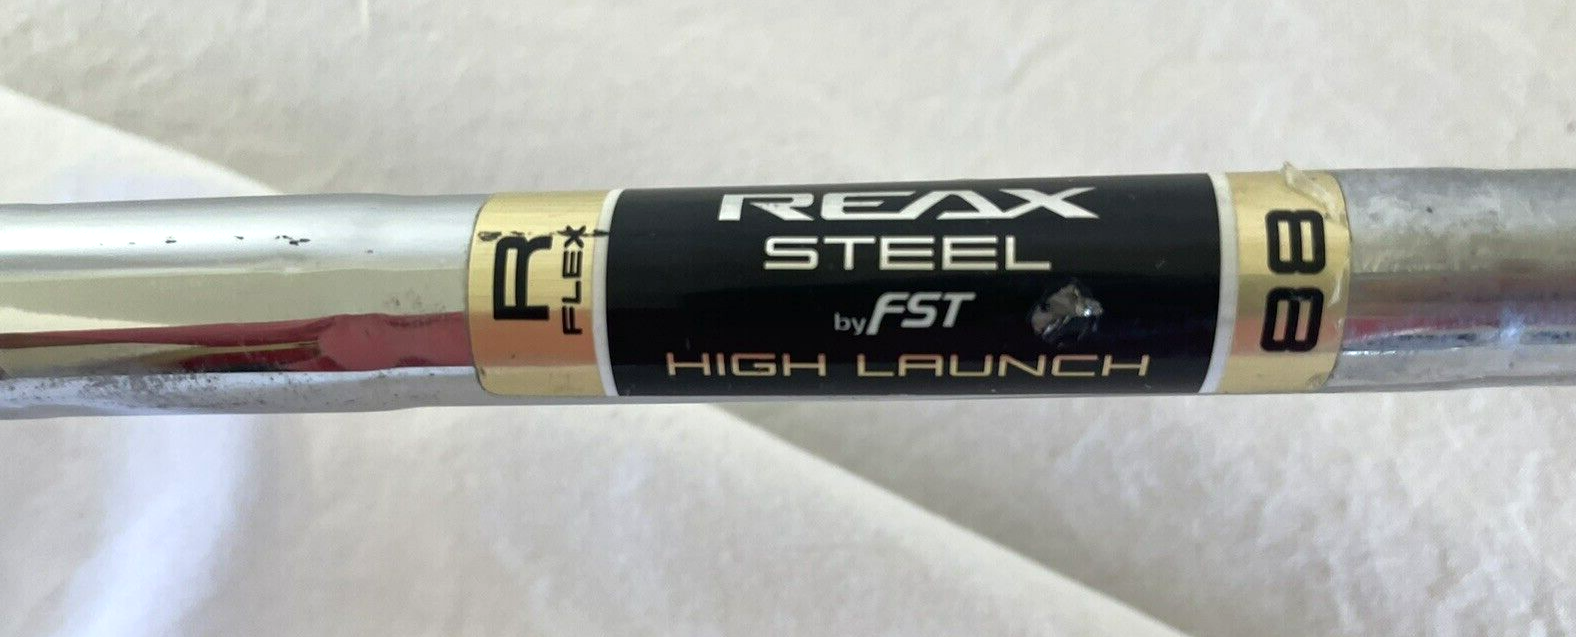 R
FLEX
REAX
STEEL
by FST
HIGH LAUNCH
88